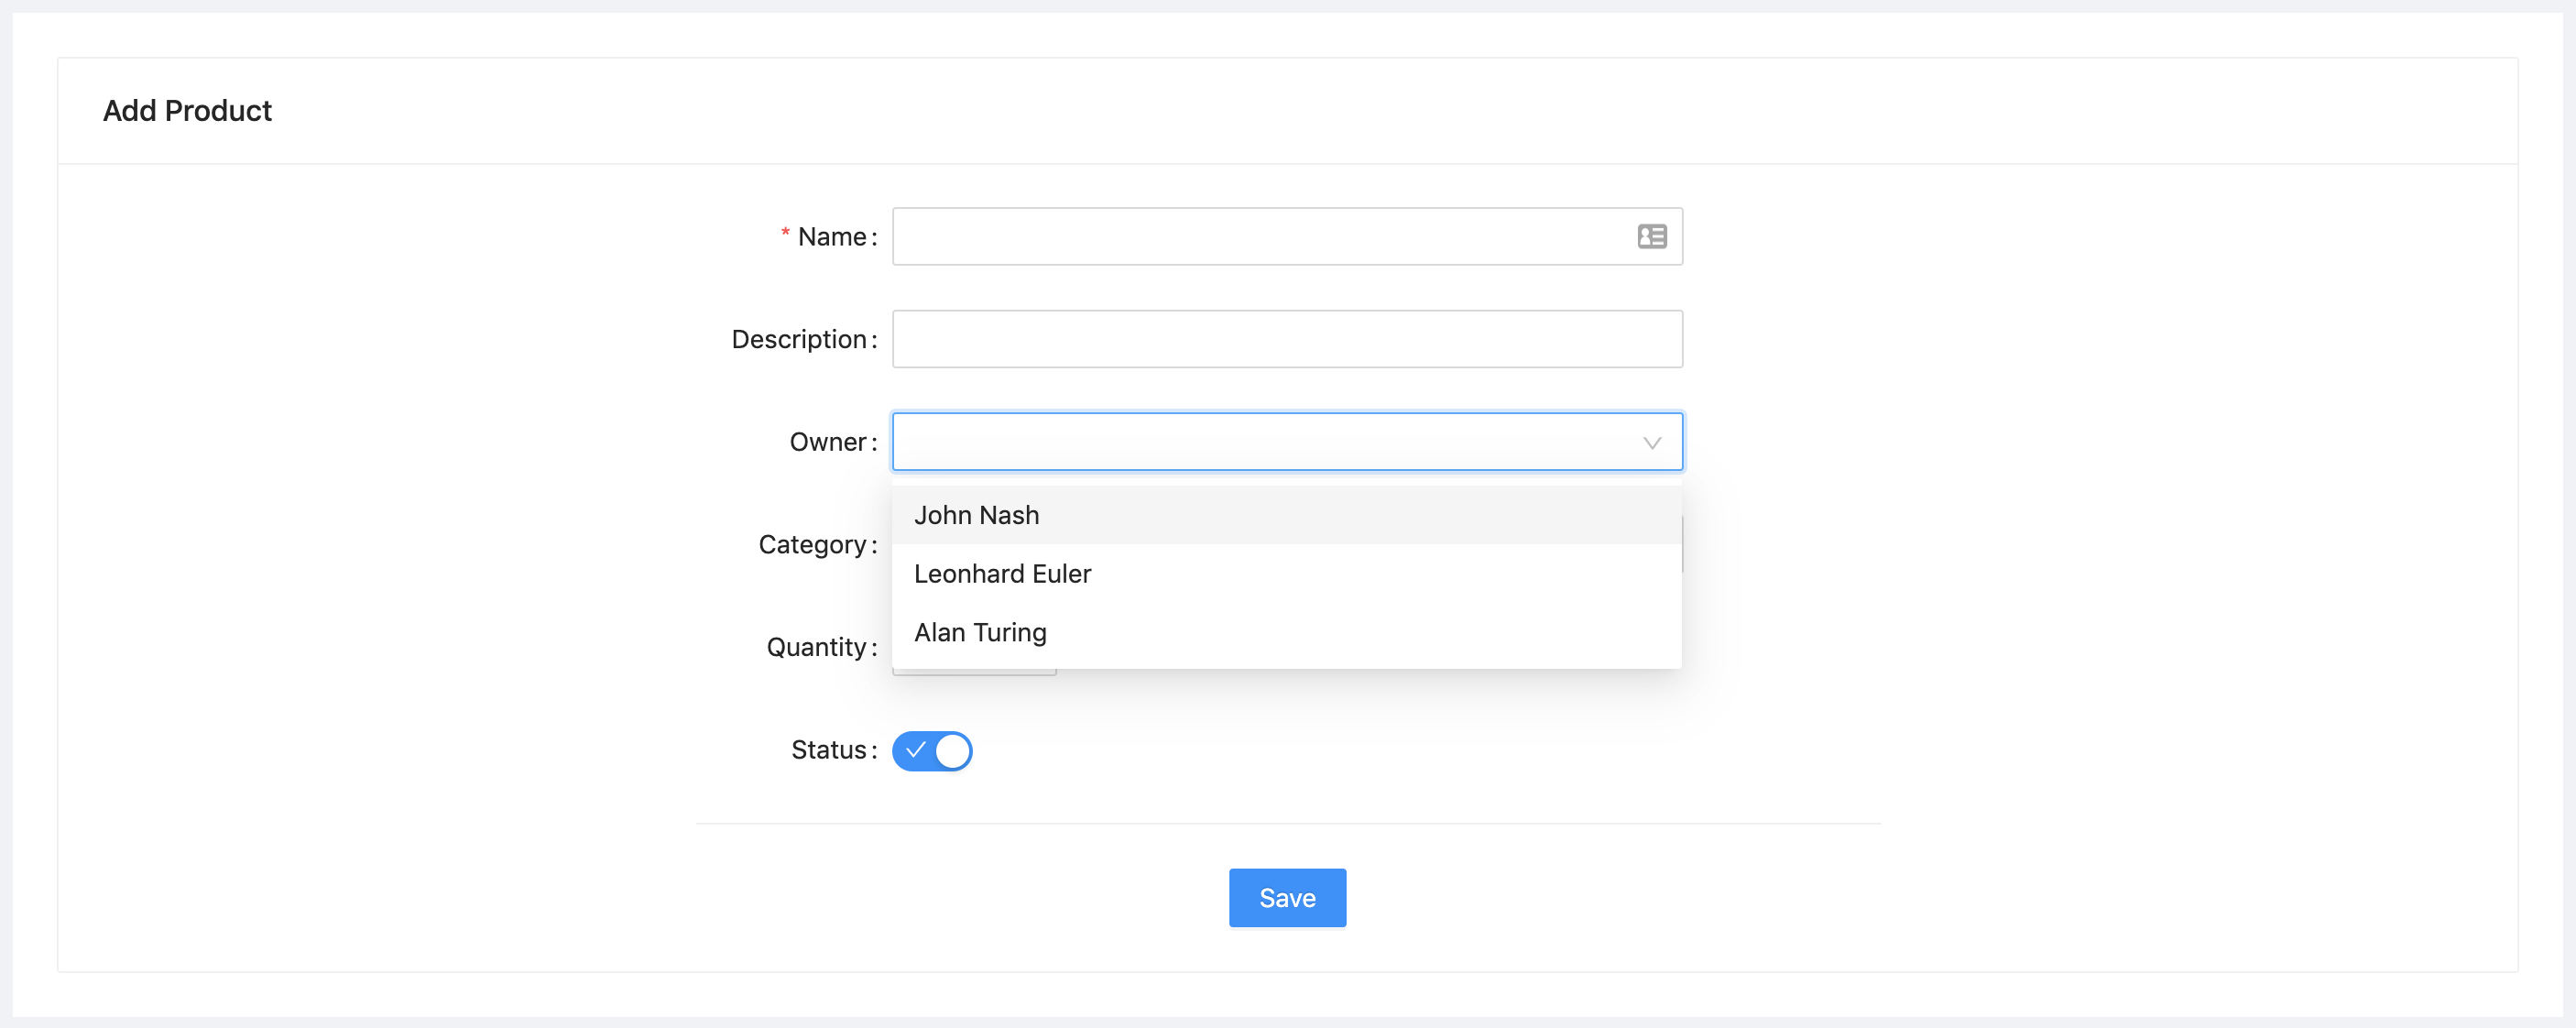 Add Product
* Name:
Description:
Owner:
John Nash
Category:
Leonhard Euler
Alan Turing
Quantity:
Status:
Save